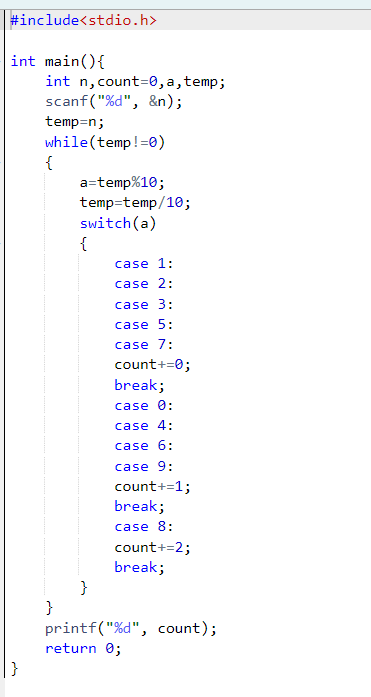 #include<stdio.h>
int main(){
    int n,count=0,a,temp;
    scanf("%d", &n);
    temp=n;
    while(temp!=0)
    {
        a=temp%10;
        temp=temp/10;
        switch(a)
        {
            case 1:
            case 2:
            case 3:
            case 5:
            case 7:
            count+=0;
            break;
            case 0:
            case 4:
            case 6:
            case 9:
            count+=1;
            break;
            case 8:
            count+=2;
            break;
        }
    }
    printf("%d", count);
    return 0;
}